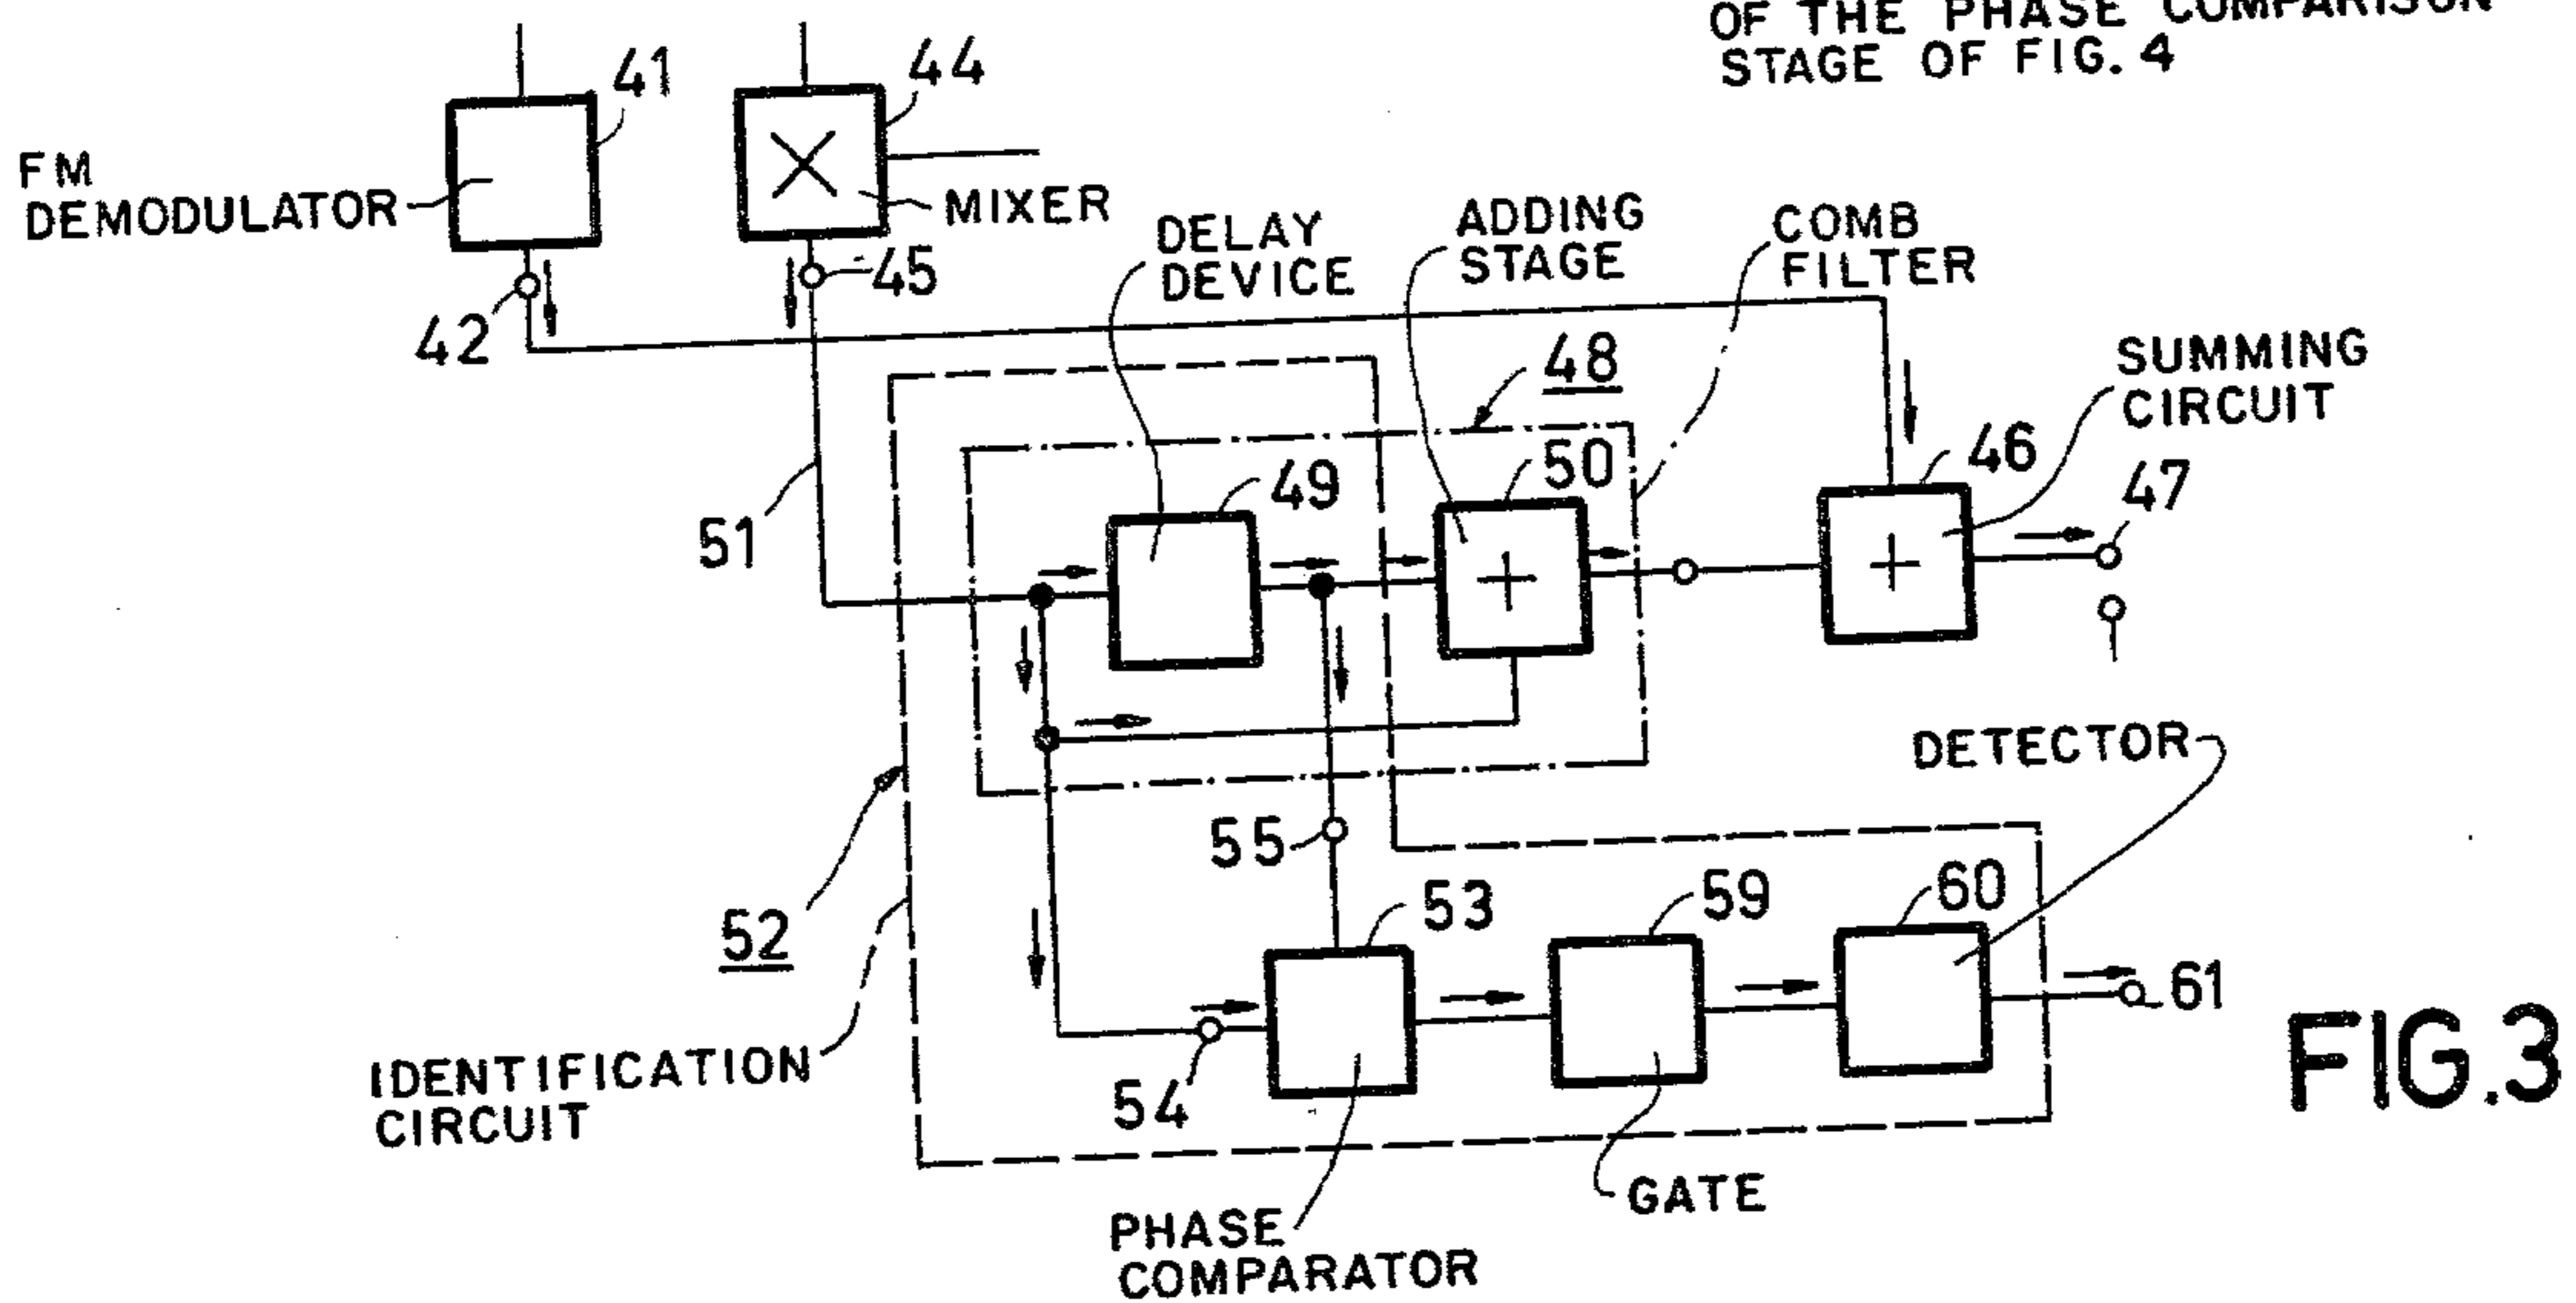 OF THE PHASE COMPARISON
STAGE OF FIG. 4
41
44
FM
DEMODULATOR
MIXER
45
42
DELAY
DEVICE
ADDING
STAGE
COMB
FILTER
48
SUMMING
CIRCUIT
49
50
46
47
51
DETECTOR
55
52
53
59
60
61
54
IDENTIFICATION
CIRCUIT
GATE
PHASE
COMPARATOR
FIG.3